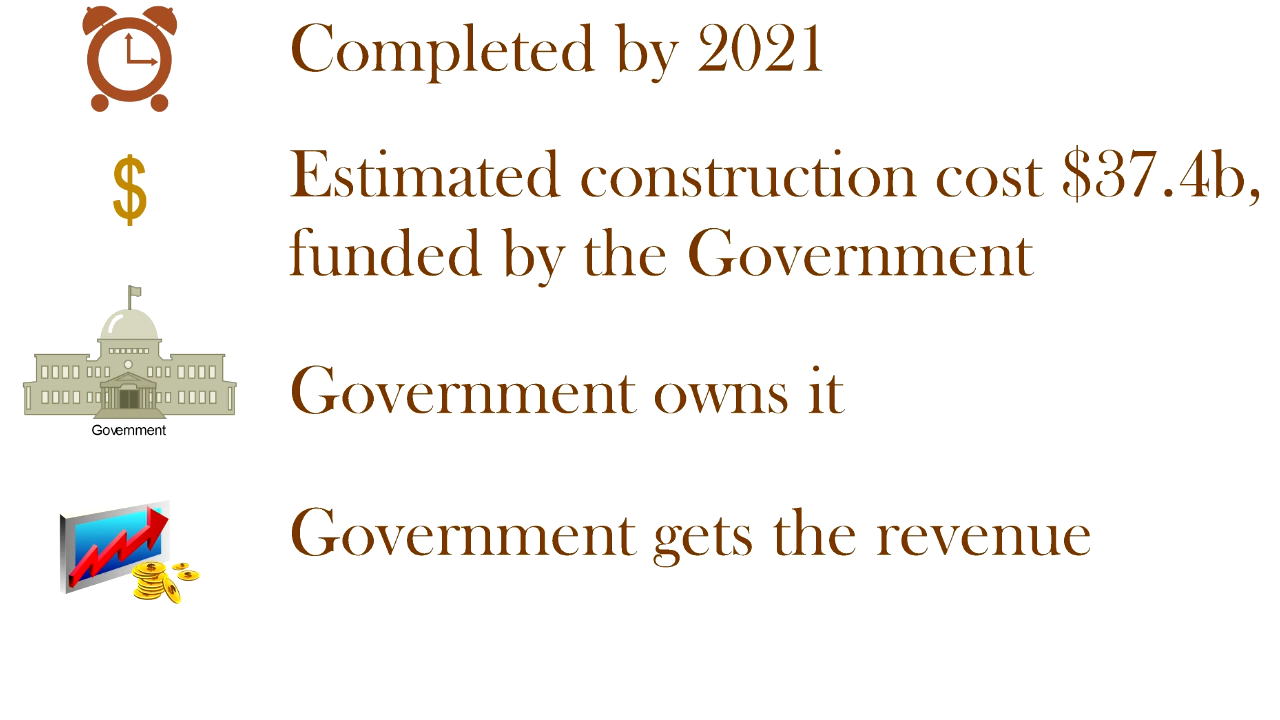 Completed by 2021
$
Estimated construction cost $37.4b,
funded by the Government
Government
Government owns it
Government gets the revenue